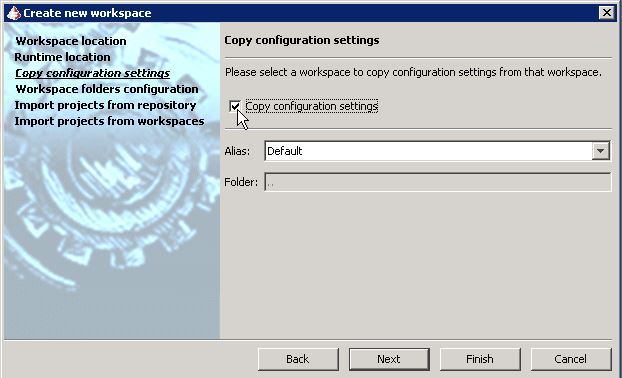 Create new workspace
Workspace location
Runtime location
Copy configuration settings
Workspace folders configuration
Import projects from repository
Import projects from workspaces
Copy configuration settings
Please select a workspace to copy configuration settings from that workspace.
Copy configuration settings
Alias: Default
Folder: ..
Back Next Finish Cancel